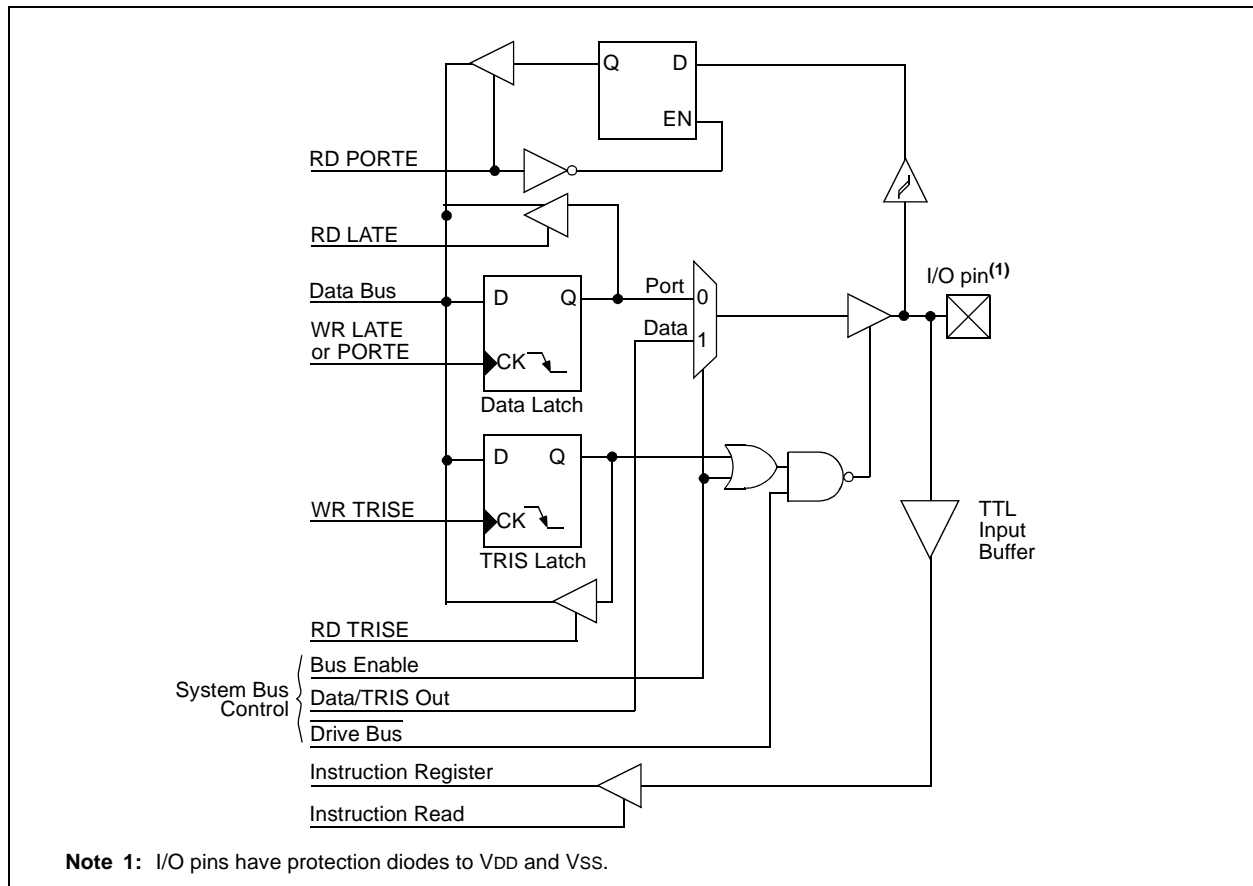 Q D
EN
RD PORTE
RD LATE
I/O pin(1)
Data Bus
D Q
Port 0
WR LATE
or PORTE
CK
Data 1
Data Latch
D Q
WR TRISE
CK
TRIS Latch
TTL
Input
Buffer
RD TRISE
System Bus
Control
Bus Enable
Data/TRIS Out
Drive Bus
Instruction Register
Instruction Read
Note 1: I/O pins have protection diodes to VDD and VSS.